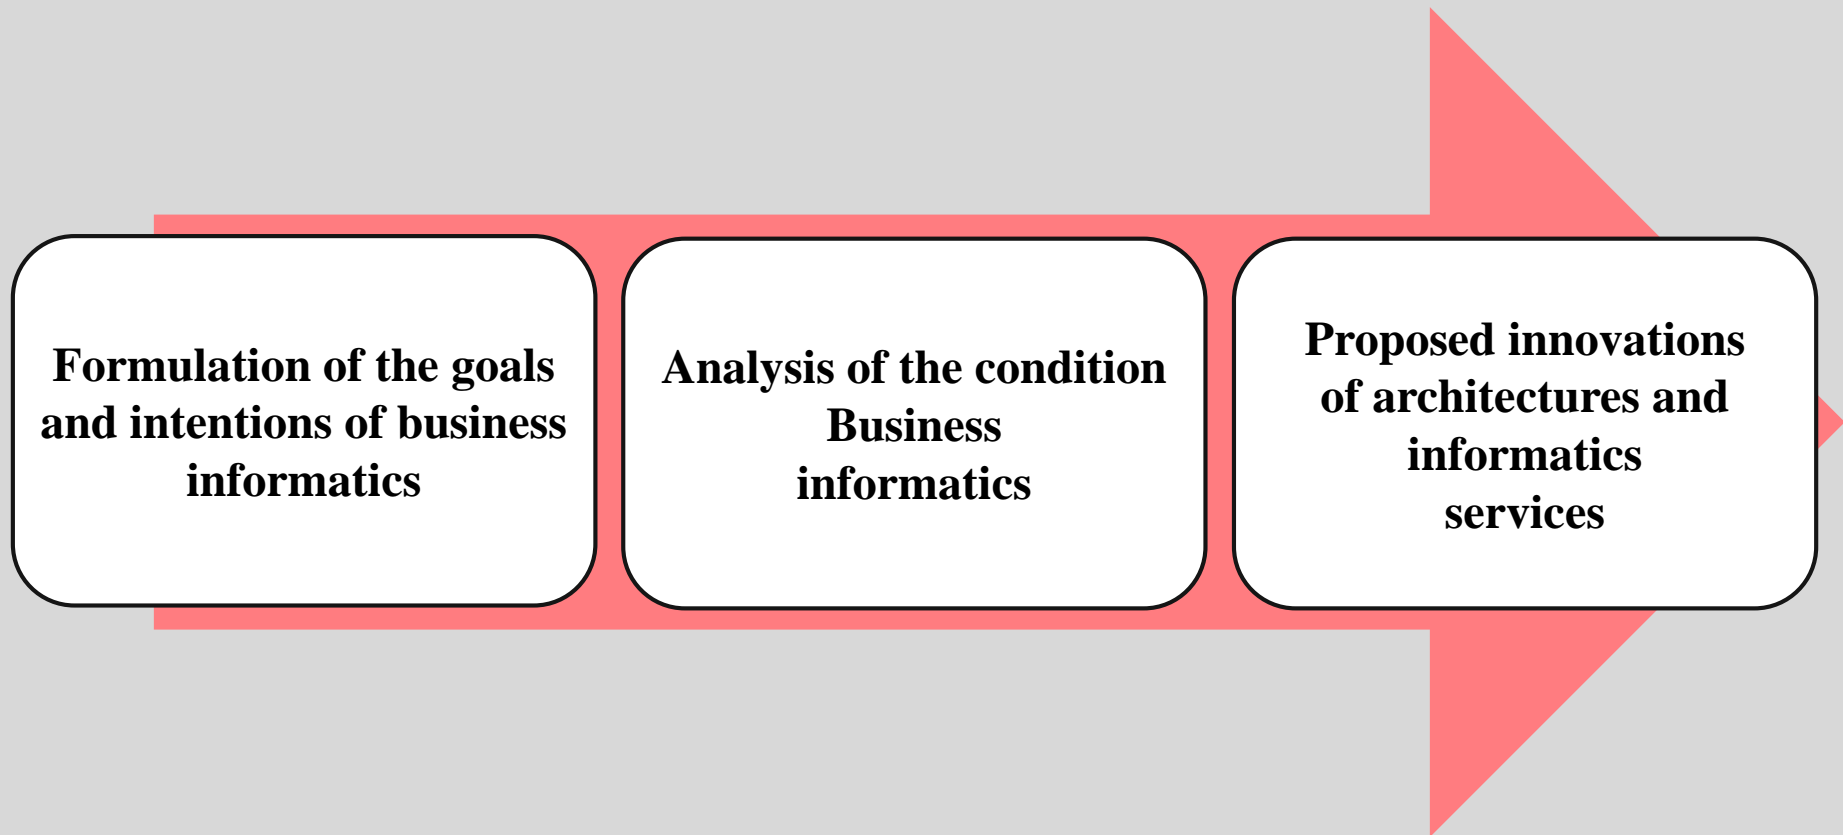 Formulation of the goals
and intentions of business
informatics
Analysis of the condition
Business
informatics
Proposed innovations
of architectures and
informatics
services